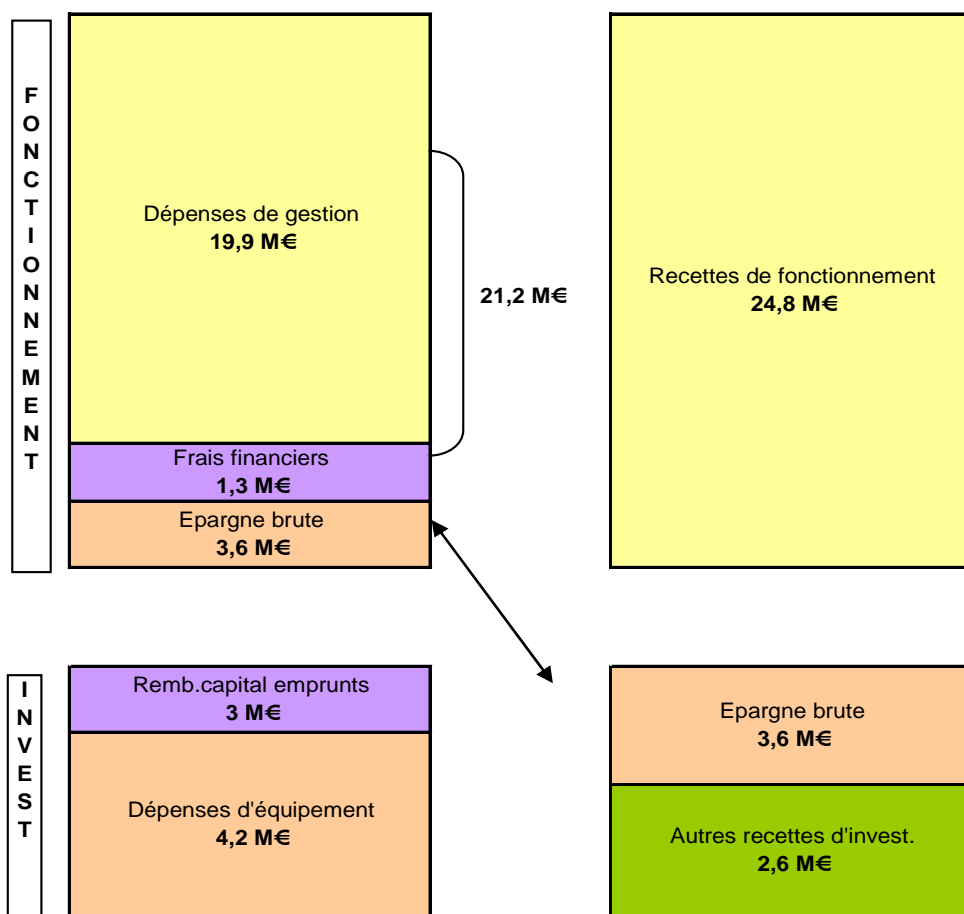 FONCTIONNEMENT
Dépenses de gestion
19,9 M€
21,2 M€
Recettes de fonctionnement
24,8 M€
Frais financiers
1,3 M€
Epargne brute
3,6 M€
INVEST
Remb.capital emprunts
3 M€
Dépenses d'équipement
4,2 M€
Epargne brute
3,6 M€
Autres recettes d'invest.
2,6 M€